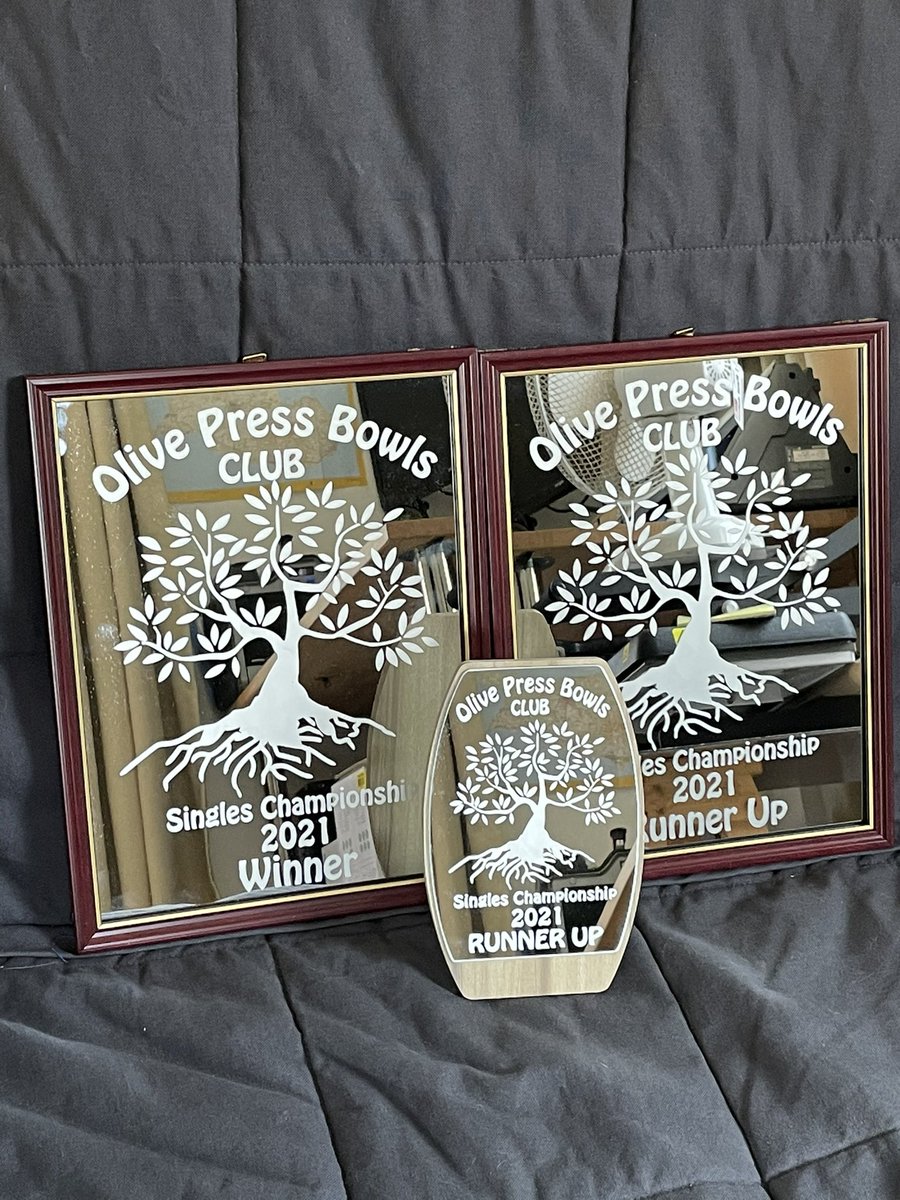 Olive Press Bowls
CLUB
Singles Championship
2021
Winner
Olive Press Bowls
CLUB
es Championship
2021
Runner Up
Olive Press Bowls
CLUB
Singles Championship
2021
RUNNER UP